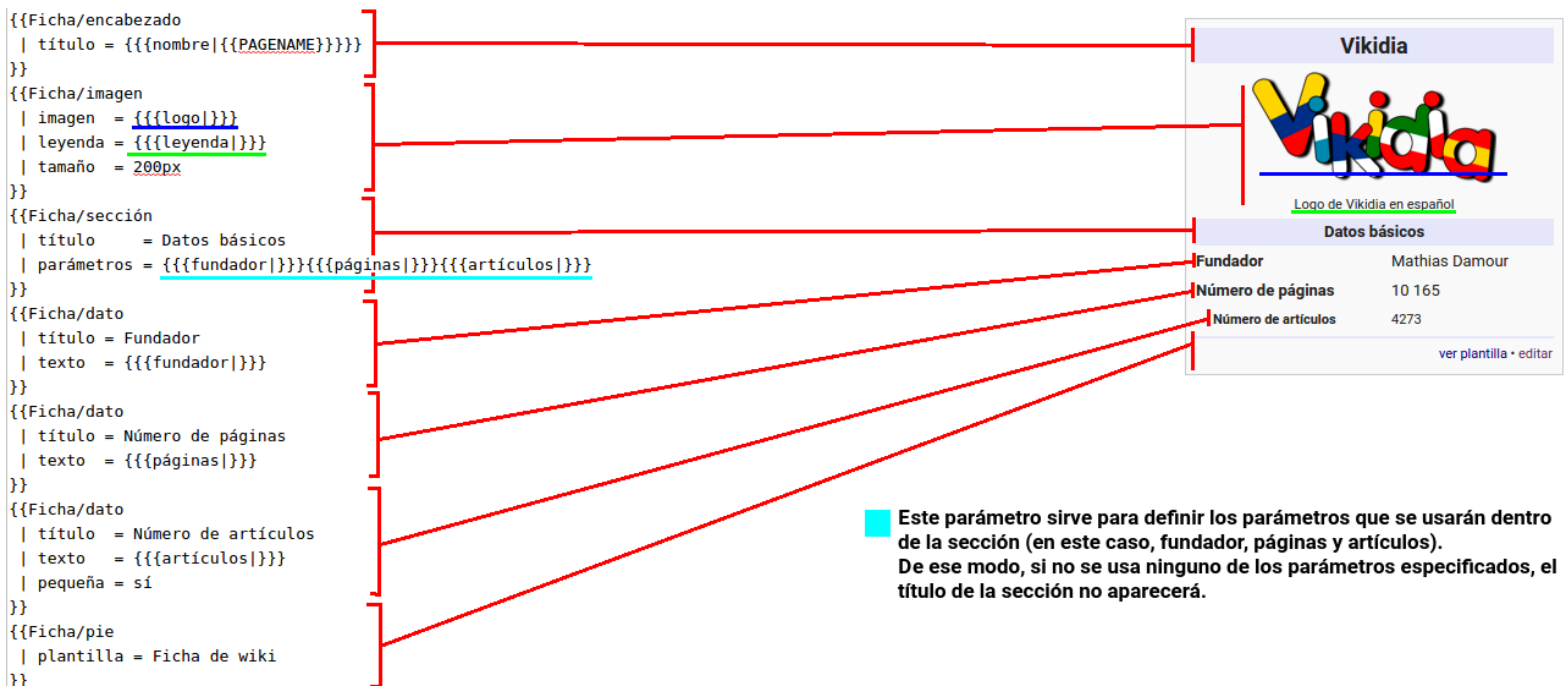 {{Ficha/encabezado
| título = {{{nombre|{{PAGENAME}}}}}
}}
{{Ficha/imagen
| imagen  = {{{logo|}}}
| leyenda = {{{leyenda|}}}
| tamaño  = 200px
}}
{{Ficha/sección
| título     = Datos básicos
| parámetros = {{{fundador|}}}{{{páginas|}}}{{{artículos|}}}
}}
{{Ficha/dato
| título = Fundador
| texto  = {{{fundador|}}}
}}
{{Ficha/dato
| título = Número de páginas
| texto  = {{{páginas|}}}
}}
{{Ficha/dato
| título  = Número de artículos
| texto   = {{{artículos|}}}
| pequeña = sí
}}
{{Ficha/pie
| plantilla = Ficha de wiki
}}
Vikidia
Vikidia
Logo de Vikidia en español
Datos básicos
Fundador Mathias Damour
Número de páginas 10 165
Número de artículos 4273
ver plantilla • editar
Este parámetro sirve para definir los parámetros que se usarán dentro
de la sección (en este caso, fundador, páginas y artículos).
De ese modo, si no se usa ninguno de los parámetros especificados, el
título de la sección no aparecerá.